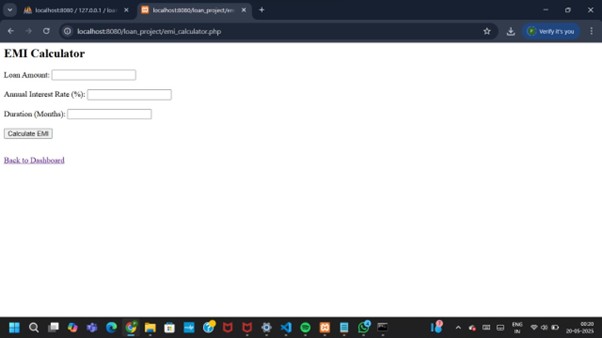 localhost:8080 / 127.0.0.1 / loan
localhost:8080/loan_project/em
localhost:8080/loan_project/emi_calculator.php
Verify it's you
EMI Calculator
Loan Amount:
Annual Interest Rate (%):
Duration (Months):
Calculate EMI
Back to Dashboard
ENG
IN
00:20
20-05-2025